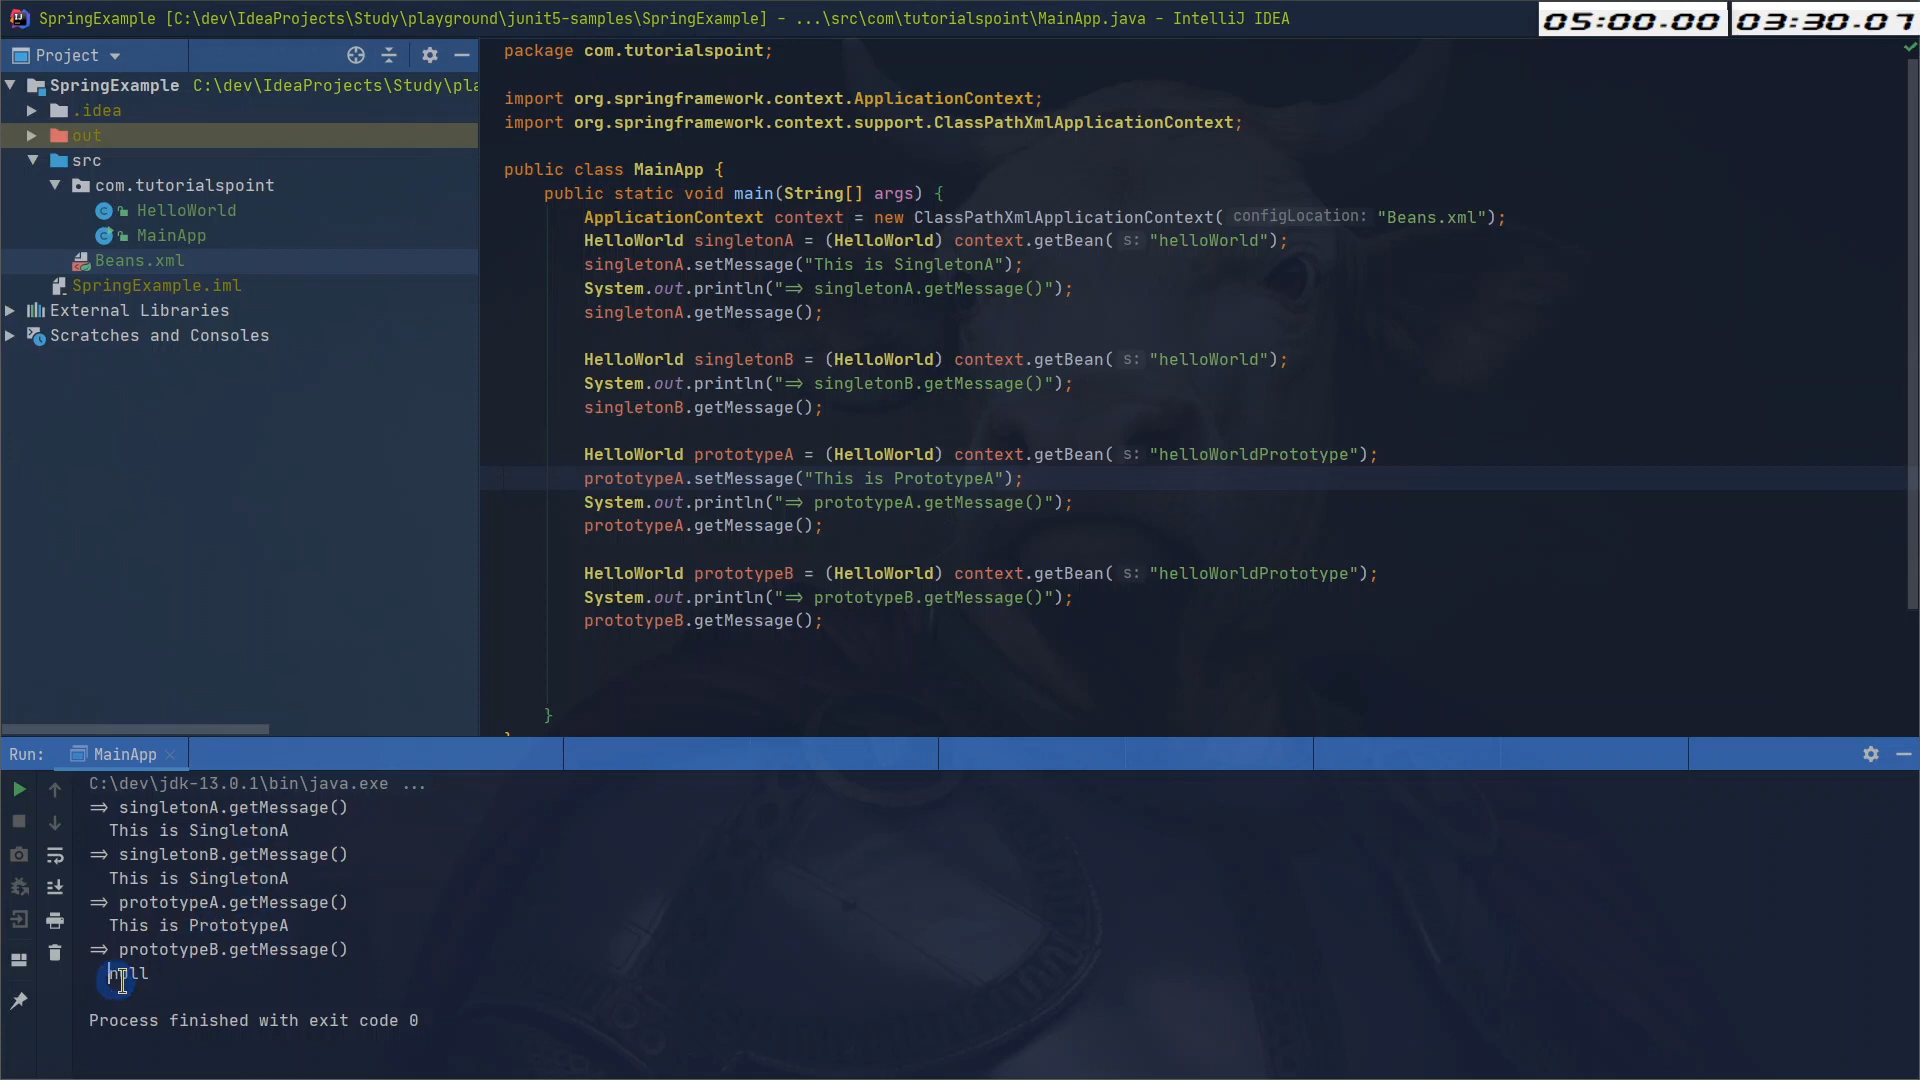 SpringExample [C:\dev\IdeaProjects\Study\playground\junit5-samples\SpringExample] - ...\src\com\tutorialspoint\MainApp.java - IntelliJ IDEA
05:00.00 03:30.07
Project
SpringExample C:\dev\IdeaProjects\Study\pla
.idea
out
src
com.tutorialspoint
HelloWorld
MainApp
Beans.xml
SpringExample.iml
External Libraries
Scratches and Consoles
package com.tutorialspoint;
import org.springframework.context.ApplicationContext;
import org.springframework.context.support.ClassPathXmlApplicationContext;
public class MainApp {
public static void main(String[] args) {
ApplicationContext context = new ClassPathXmlApplicationContext( configLocation: "Beans.xml");
HelloWorld singletonA = (HelloWorld) context.getBean( s: "helloWorld");
singletonA.setMessage("This is SingletonA");
System.out.println("=> singletonA.getMessage()");
singletonA.getMessage();
HelloWorld singletonB = (HelloWorld) context.getBean( s: "helloWorld");
System.out.println("=> singletonB.getMessage()");
singletonB.getMessage();
HelloWorld prototypeA = (HelloWorld) context.getBean( s: "helloWorldPrototype");
prototypeA.setMessage("This is PrototypeA");
System.out.println("=> prototypeA.getMessage()");
prototypeA.getMessage();
HelloWorld prototypeB = (HelloWorld) context.getBean( s: "helloWorldPrototype");
System.out.println("=> prototypeB.getMessage()");
prototypeB.getMessage();
}
Run: MainApp
C:\dev\jdk-13.0.1\bin\java.exe ...
=> singletonA.getMessage()
This is SingletonA
=> singletonB.getMessage()
This is SingletonA
=> prototypeA.getMessage()
This is PrototypeA
=> prototypeB.getMessage()
null
Process finished with exit code 0